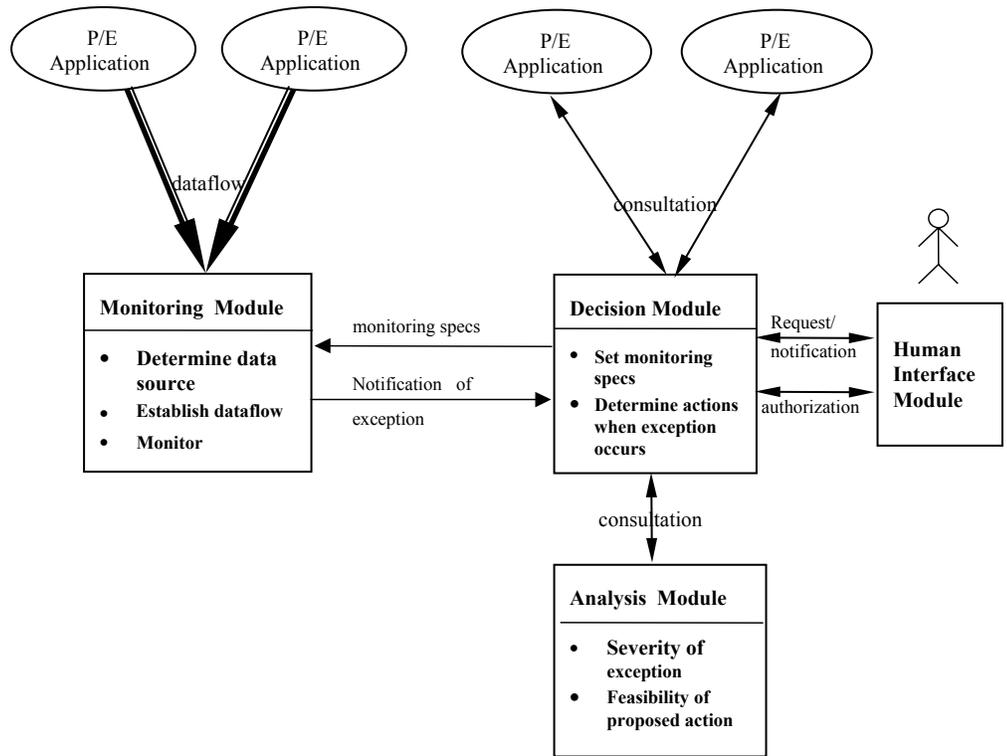 P/E
Application
P/E
Application
P/E
Application
P/E
Application
dataflow
consultation
Monitoring Module
• Determine data
source
• Establish dataflow
• Monitor
monitoring specs
Notification of
exception
Decision Module
• Set monitoring
specs
• Determine actions
when exception
occurs
Request/
notification
authorization
Human
Interface
Module
consultation
Analysis Module
• Severity of
exception
• Feasibility of
proposed action